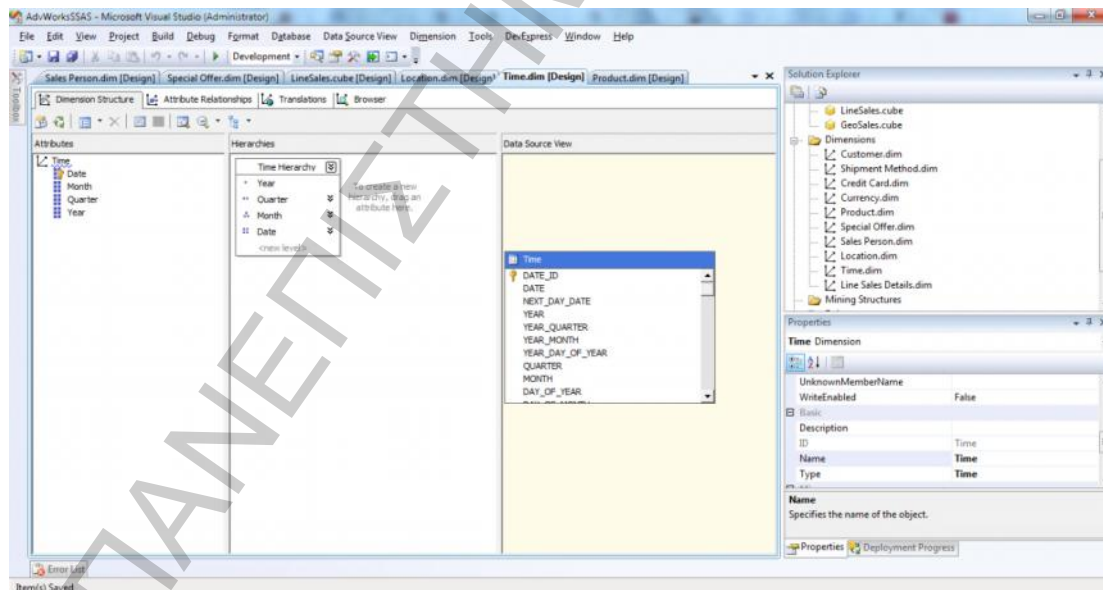 AdvWorksSSAS - Microsoft Visual Studio (Administrator)
File Edit View Project Build Debug Format Database Data Source View Dimension Tools DevExpress Window Help
Development
Sales Person.dim [Design] Special Offer.dim [Design] LineSales.cube [Design] Location.dim [Design] Time.dim [Design] Product.dim [Design]
Toolbox
Dimension Structure Attribute Relationships Translations Browser
Attributes
Time
Date
Month
Quarter
Year
Hierarchies
Time Hierarchy
Year
Quarter
Month
Date
<new level>
To create a new
hierarchy, drag an
attribute here.
Data Source View
Time
DATE_ID
DATE
NEXT_DAY_DATE
YEAR
YEAR_QUARTER
YEAR_MONTH
YEAR_DAY_OF_YEAR
QUARTER
MONTH
DAY_OF_YEAR
Solution Explorer
LineSales.cube
GeoSales.cube
Dimensions
Customer.dim
Shipment Method.dim
Credit Card.dim
Currency.dim
Product.dim
Special Offer.dim
Sales Person.dim
Location.dim
Time.dim
Line Sales Details.dim
Mining Structures
Properties
Time Dimension
UnknownMemberName
WriteEnabled False
Basic
Description
ID Time
Name Time
Type Time
Name
Specifies the name of the object.
Properties Deployment Progress
Error List
Item(s) Saved
ΠΑΝΕΠΙΣΤΗ